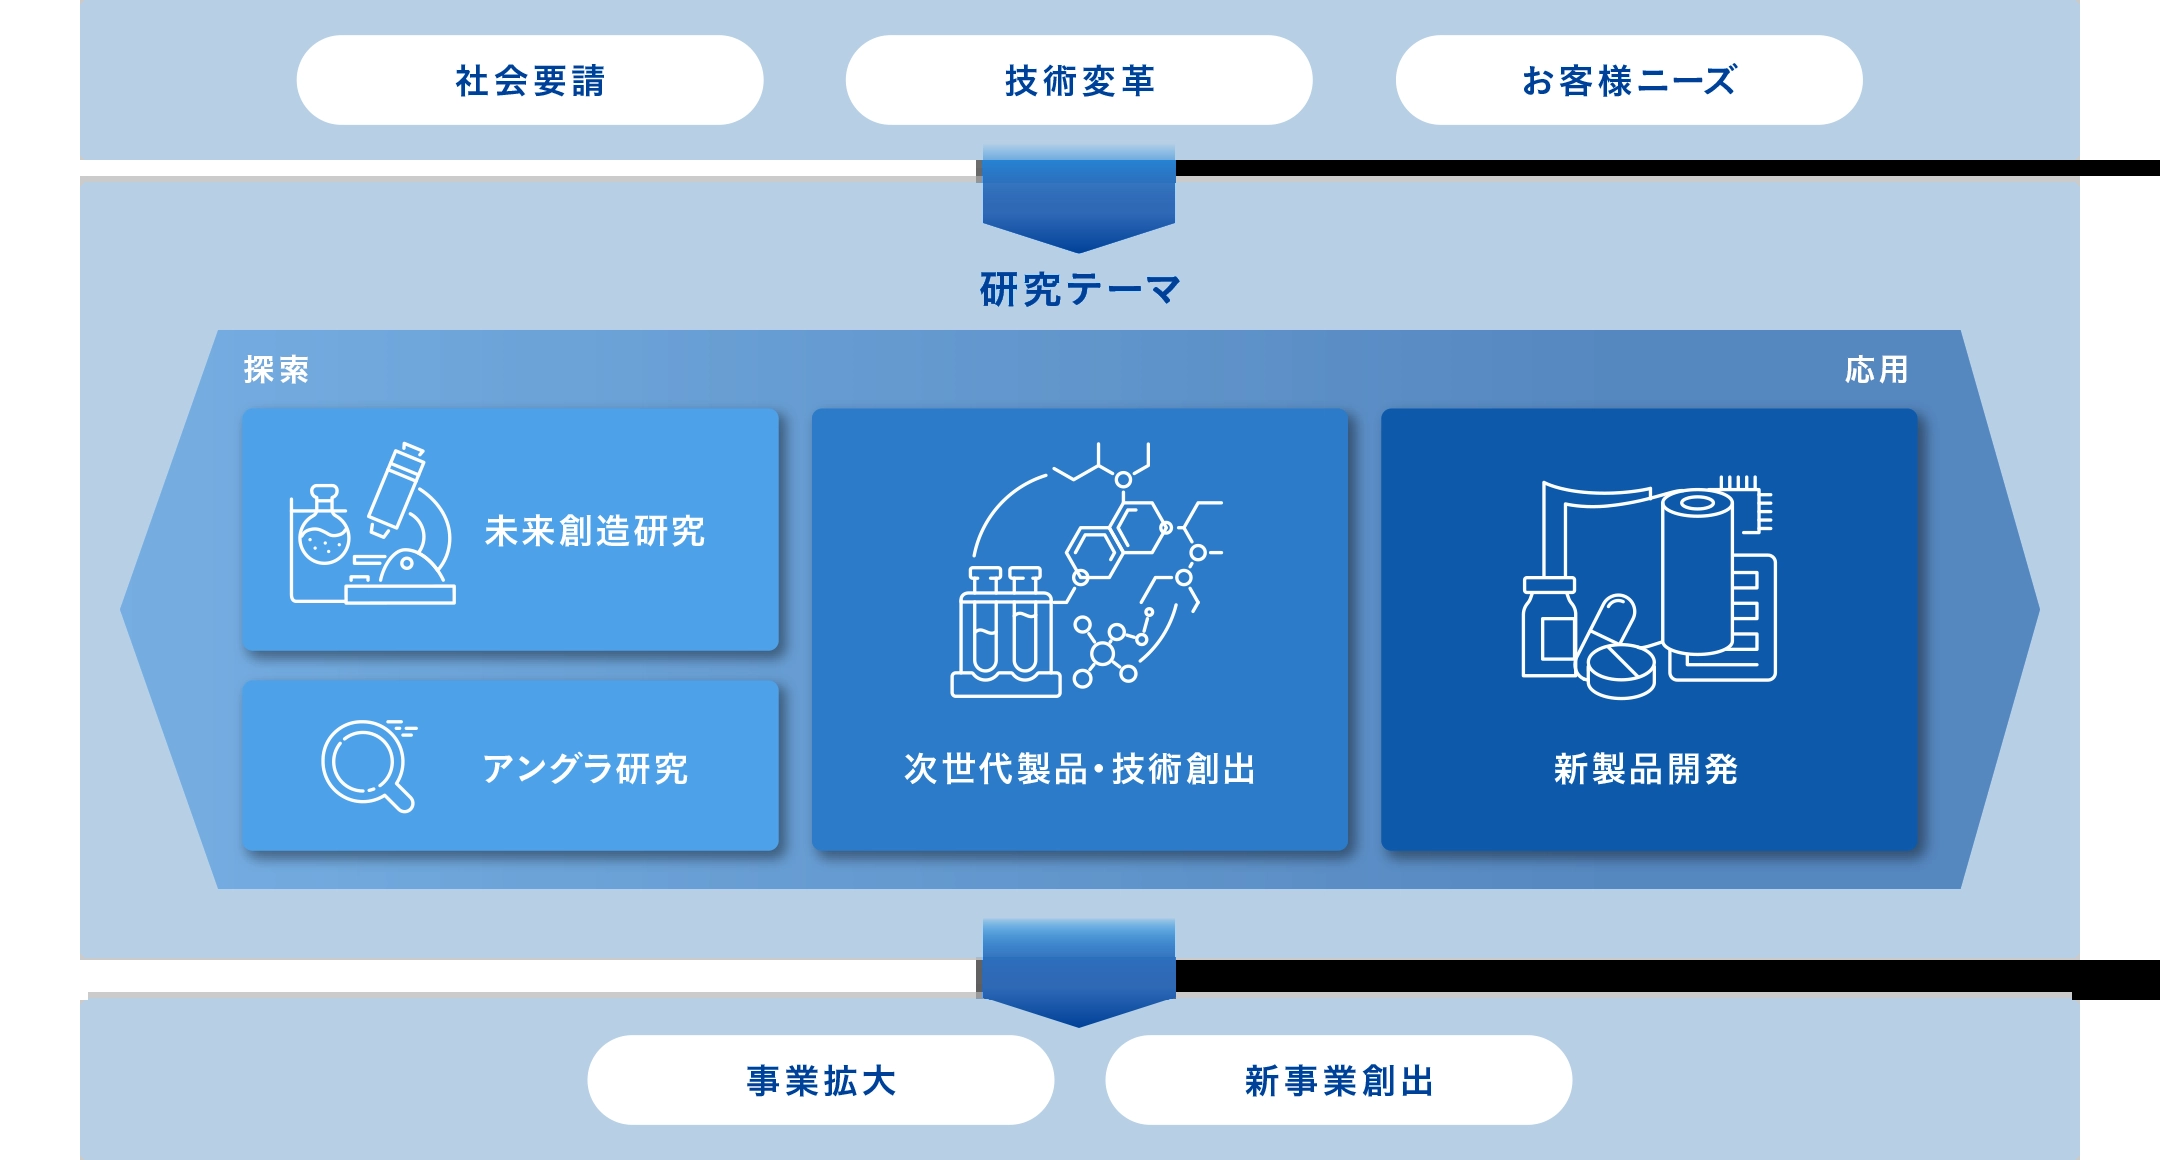 社会要請
技術変革
お客様ニーズ
研究テーマ
探索
応用
未来創造研究
アングラ研究
次世代製品・技術創出
新製品開発
事業拡大
新事業創出